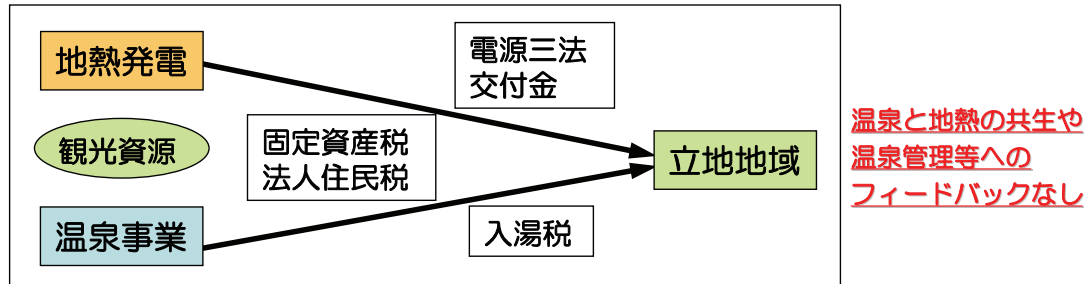 地熱発電
電源三法
交付金
観光資源
固定資産税
法人住民税
立地地域
温泉事業
入湯税
温泉と地熱の共生や
温泉管理等への
フィードバックなし